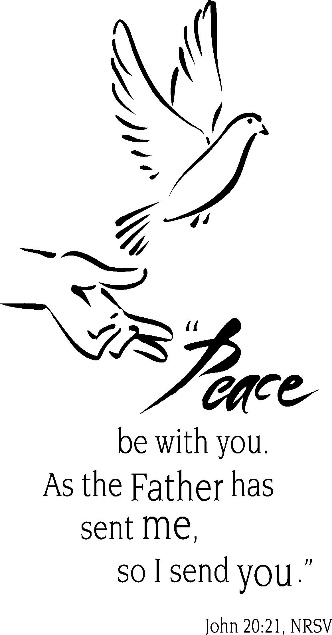 “Peace
be with you.
As the Father has
sent me,
so I send you.”
John 20:21, NRSV